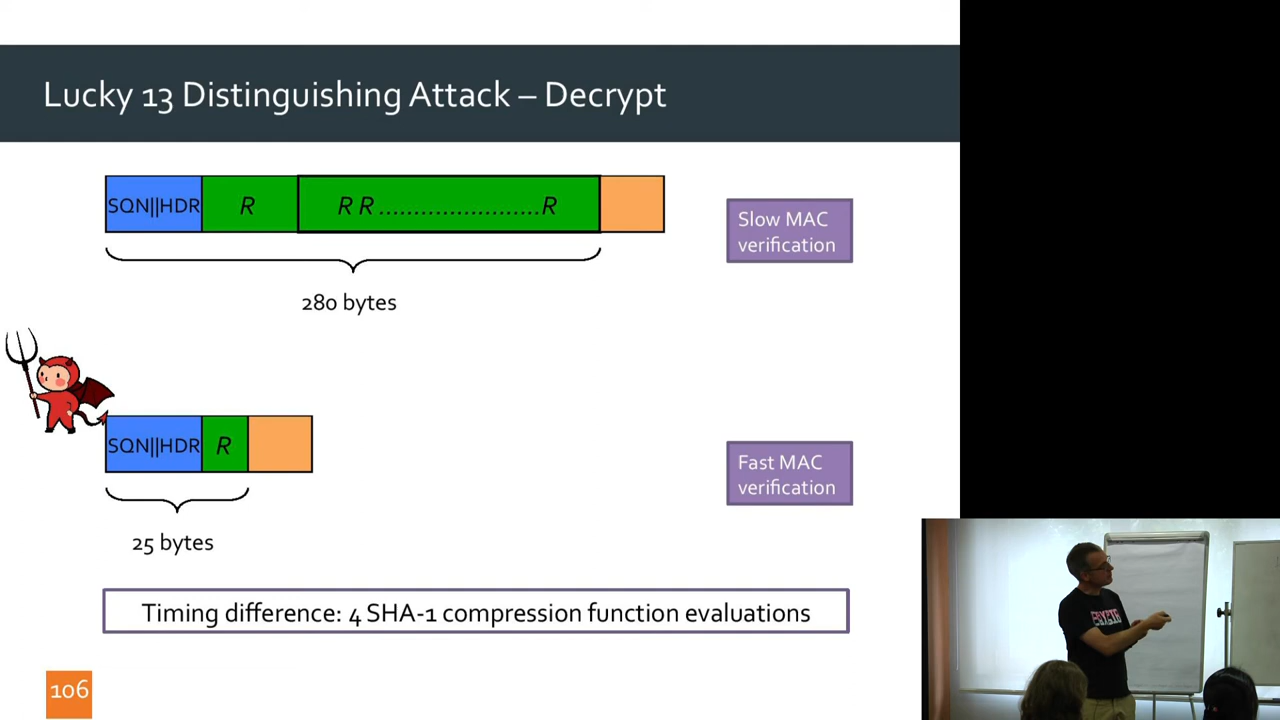 Lucky 13 Distinguishing Attack – Decrypt
SQN||HDR
R
R R.......................R
Slow MAC
verification
280 bytes
SQN||HDR
R
Fast MAC
verification
25 bytes
Timing difference: 4 SHA-1 compression function evaluations
106